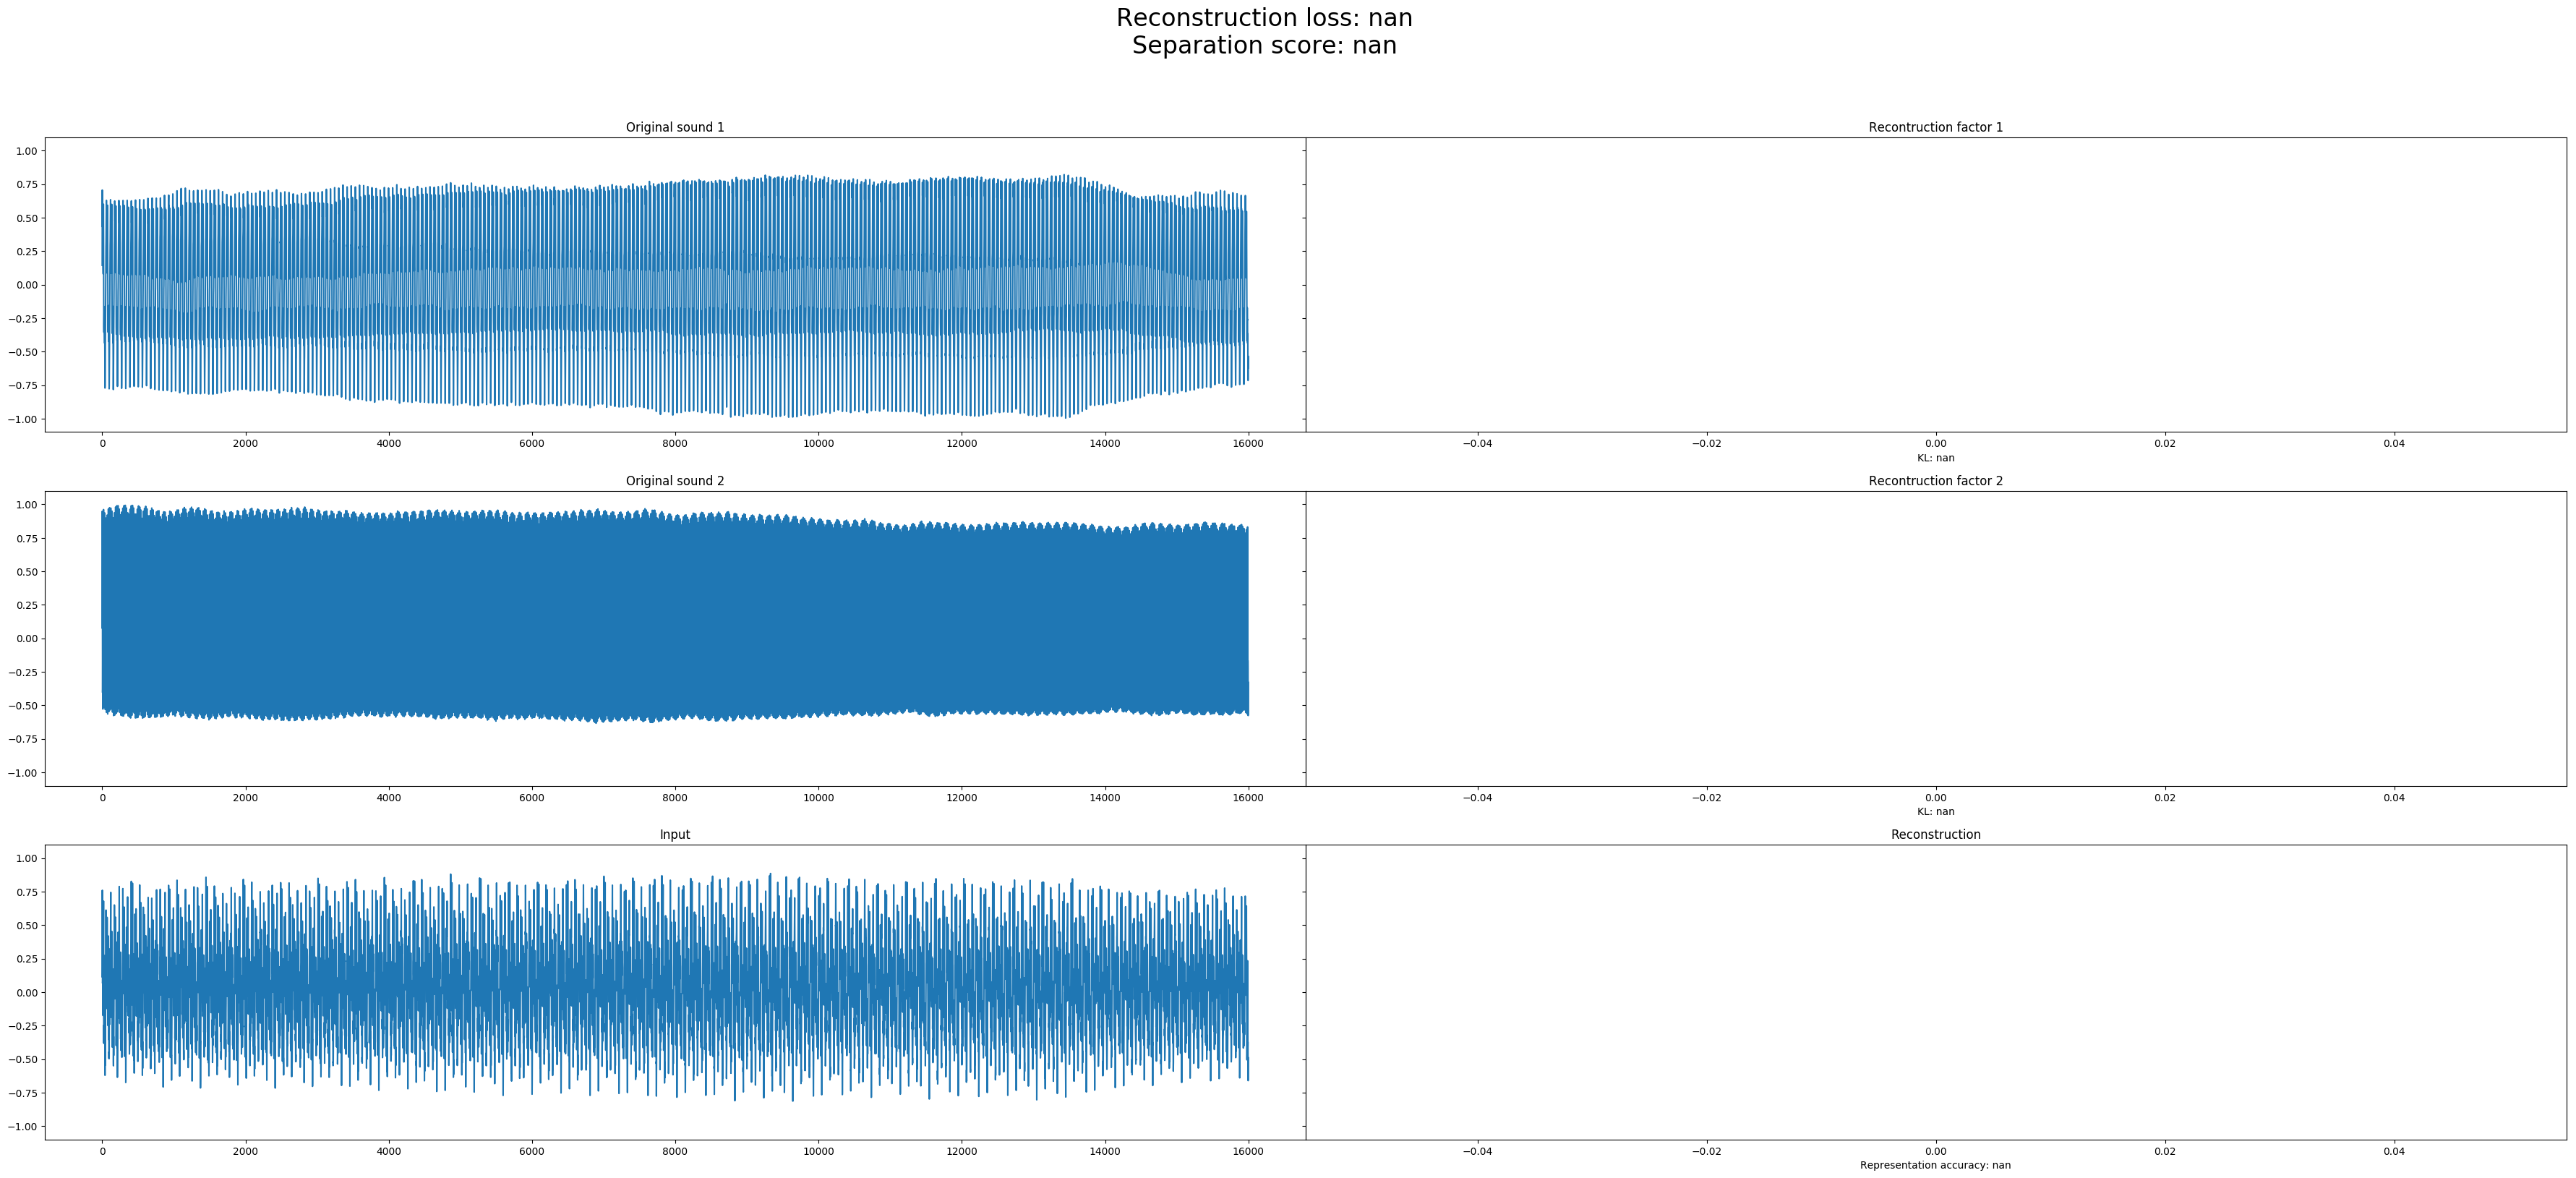 Reconstruction loss: nan
Separation score: nan
Original sound 1
Recontruction factor 1
1.00
0.75
0.50
0.25
0.00
−0.25
−0.50
−0.75
−1.00
0 2000 4000 6000 8000 10000 12000 14000 16000
−0.04 −0.02 0.00 0.02 0.04
KL: nan
Original sound 2
Recontruction factor 2
1.00
0.75
0.50
0.25
0.00
−0.25
−0.50
−0.75
−1.00
0 2000 4000 6000 8000 10000 12000 14000 16000
−0.04 −0.02 0.00 0.02 0.04
KL: nan
Input
Reconstruction
1.00
0.75
0.50
0.25
0.00
−0.25
−0.50
−0.75
−1.00
0 2000 4000 6000 8000 10000 12000 14000 16000
−0.04 −0.02 0.00 0.02 0.04
Representation accuracy: nan